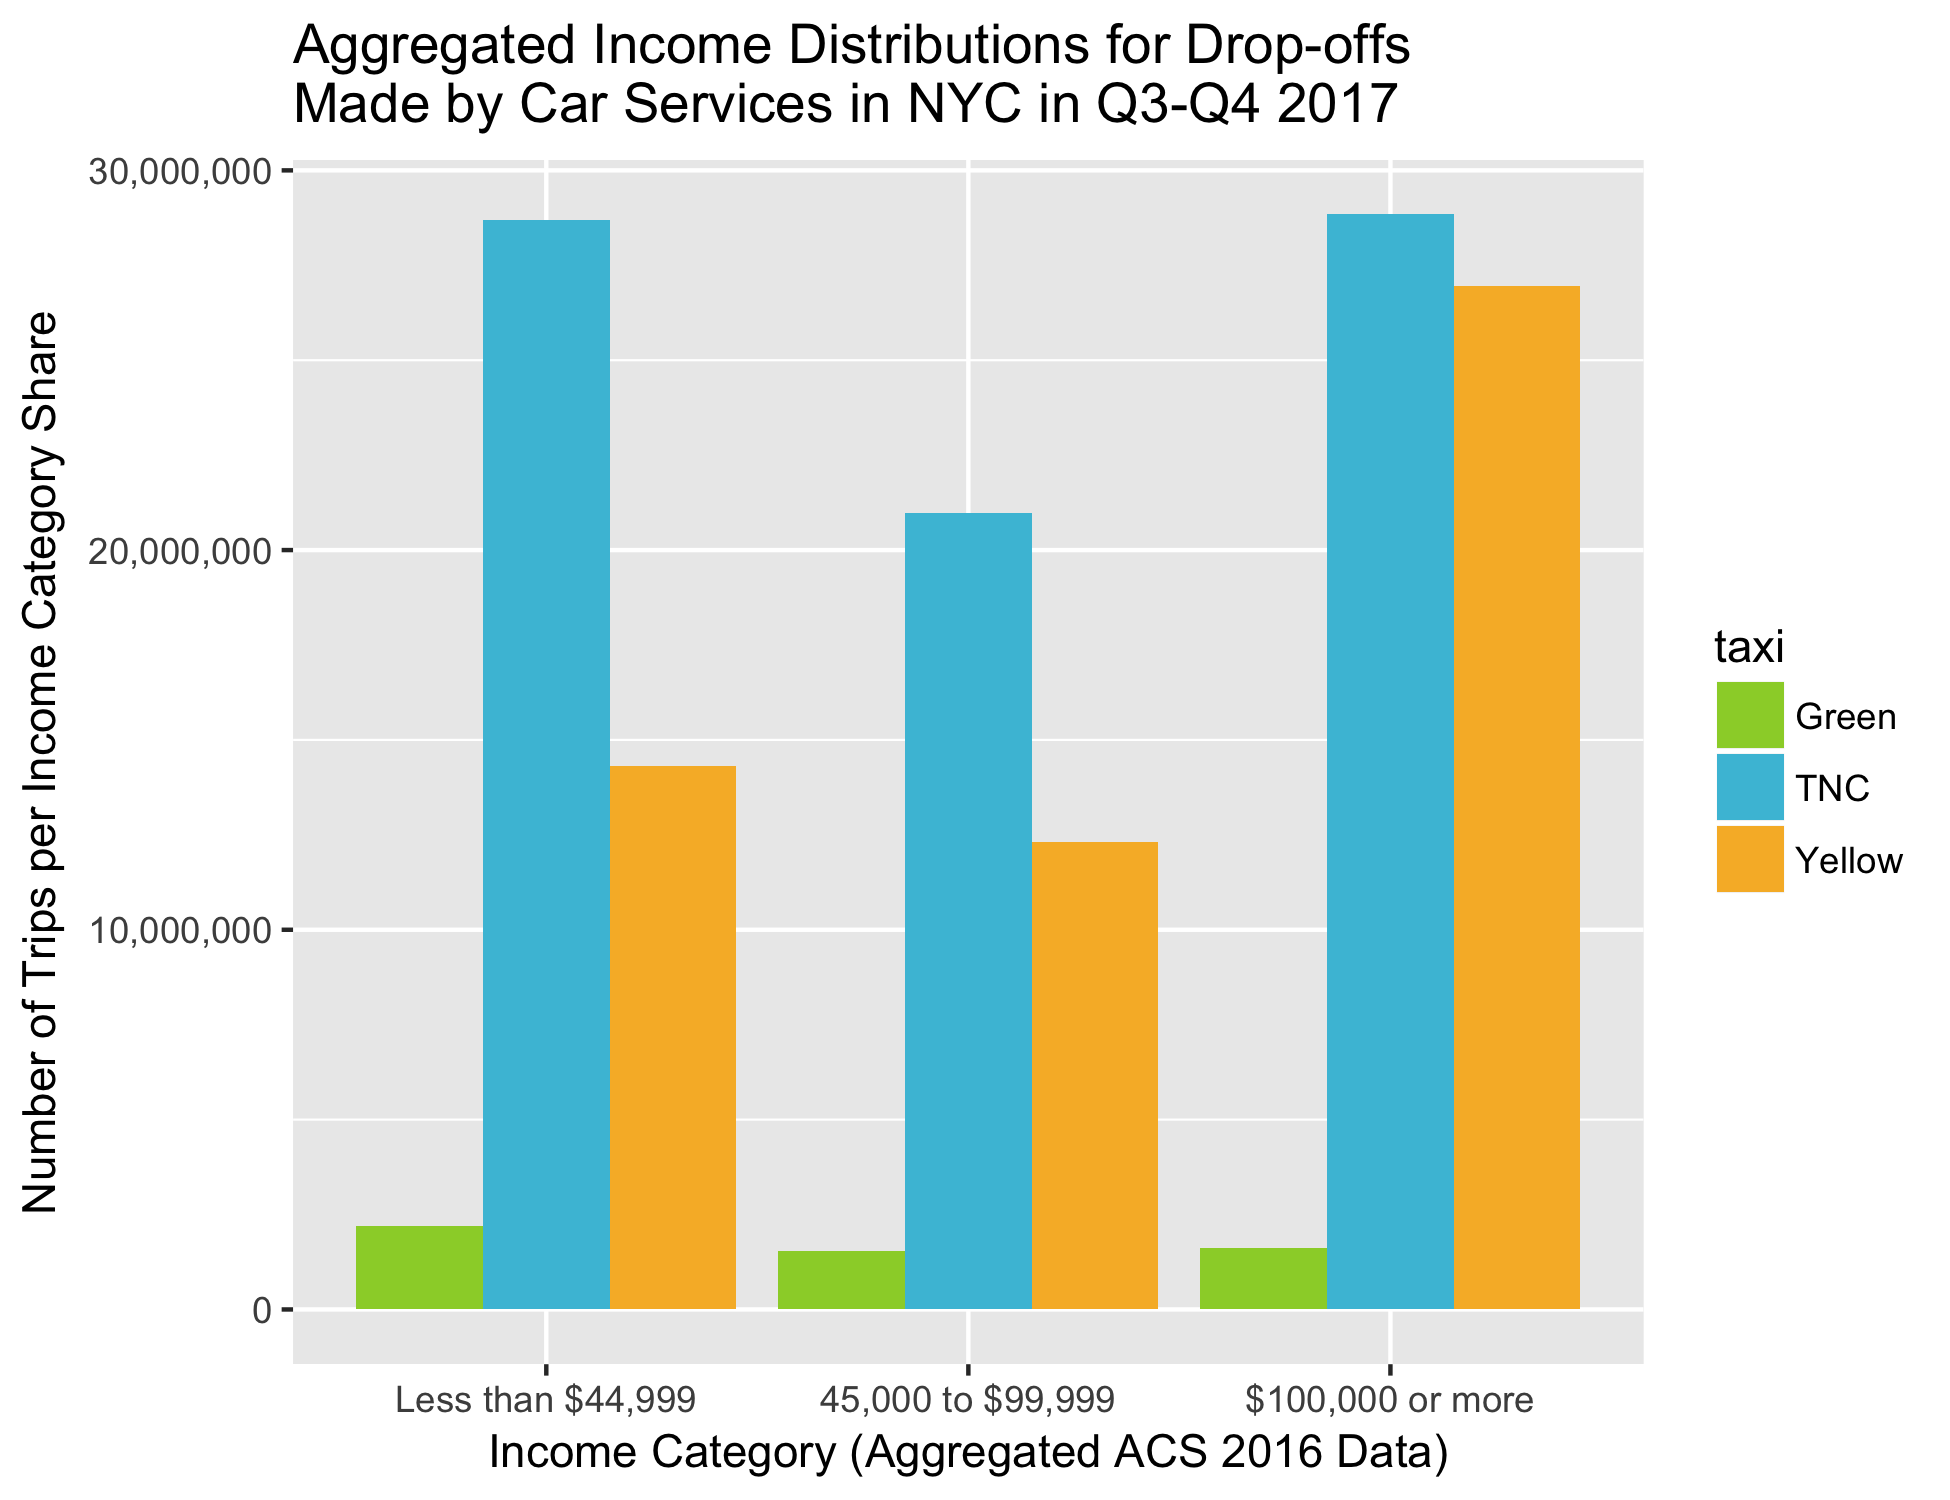 Aggregated Income Distributions for Drop-offs
Made by Car Services in NYC in Q3-Q4 2017
Number of Trips per Income Category Share
30,000,000
20,000,000
10,000,000
0
Less than $44,999
45,000 to $99,999
$100,000 or more
Income Category (Aggregated ACS 2016 Data)
taxi
Green
TNC
Yellow